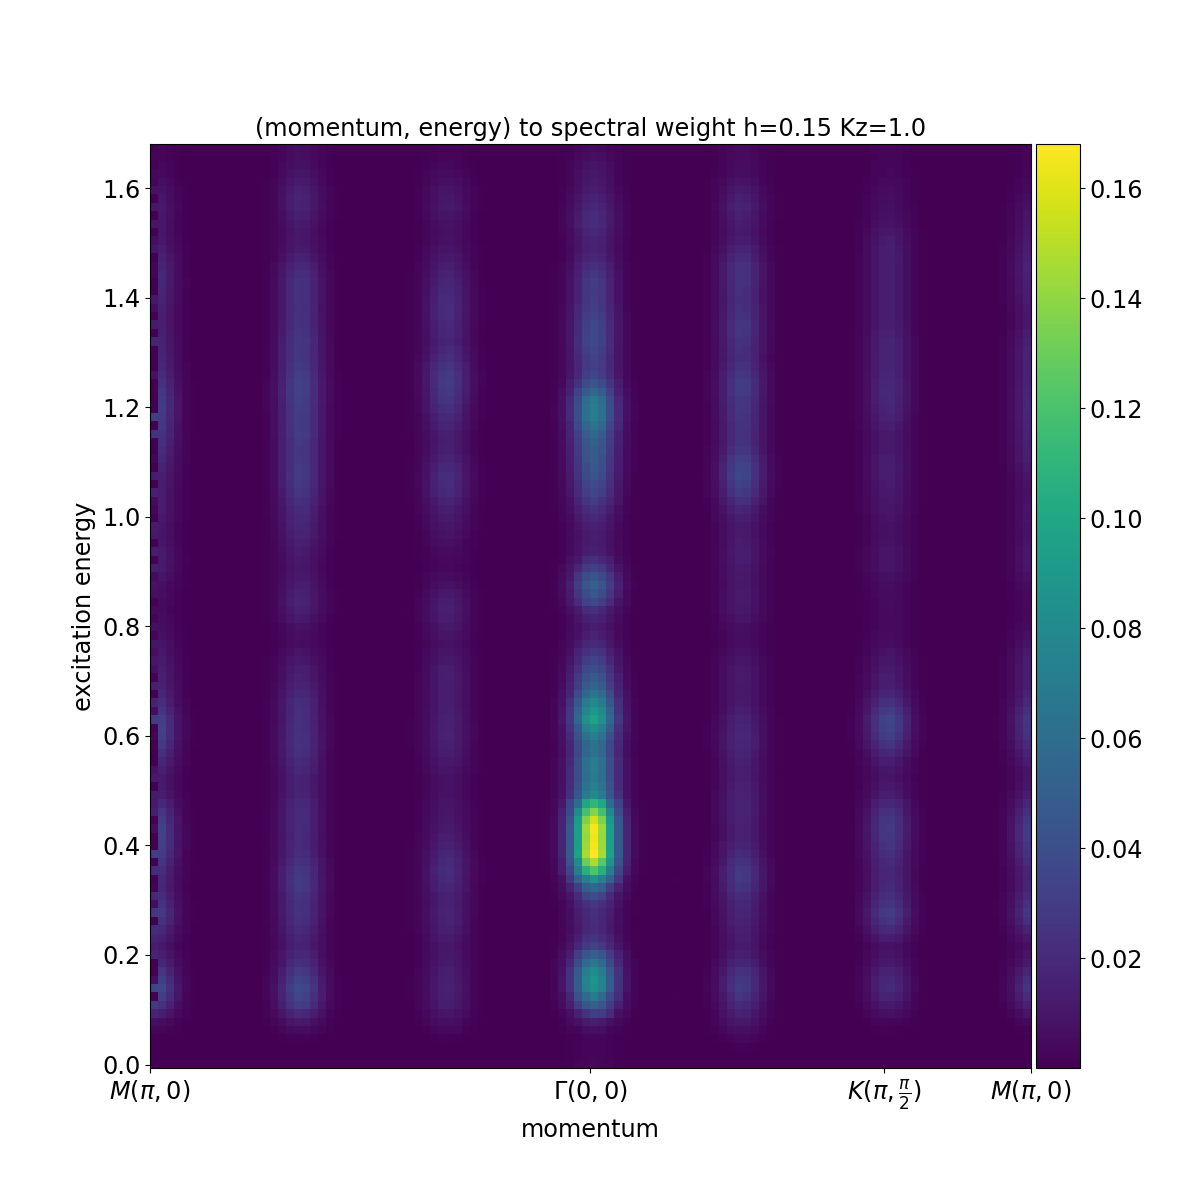 (momentum, energy) to spectral weight h=0.15 Kz=1.0
excitation energy
1.6
1.4
1.2
1.0
0.8
0.6
0.4
0.2
0.0
0.16
0.14
0.12
0.10
0.08
0.06
0.04
0.02
M(π, 0)
Γ(0, 0)
K(π, π/2)
M(π, 0)
momentum